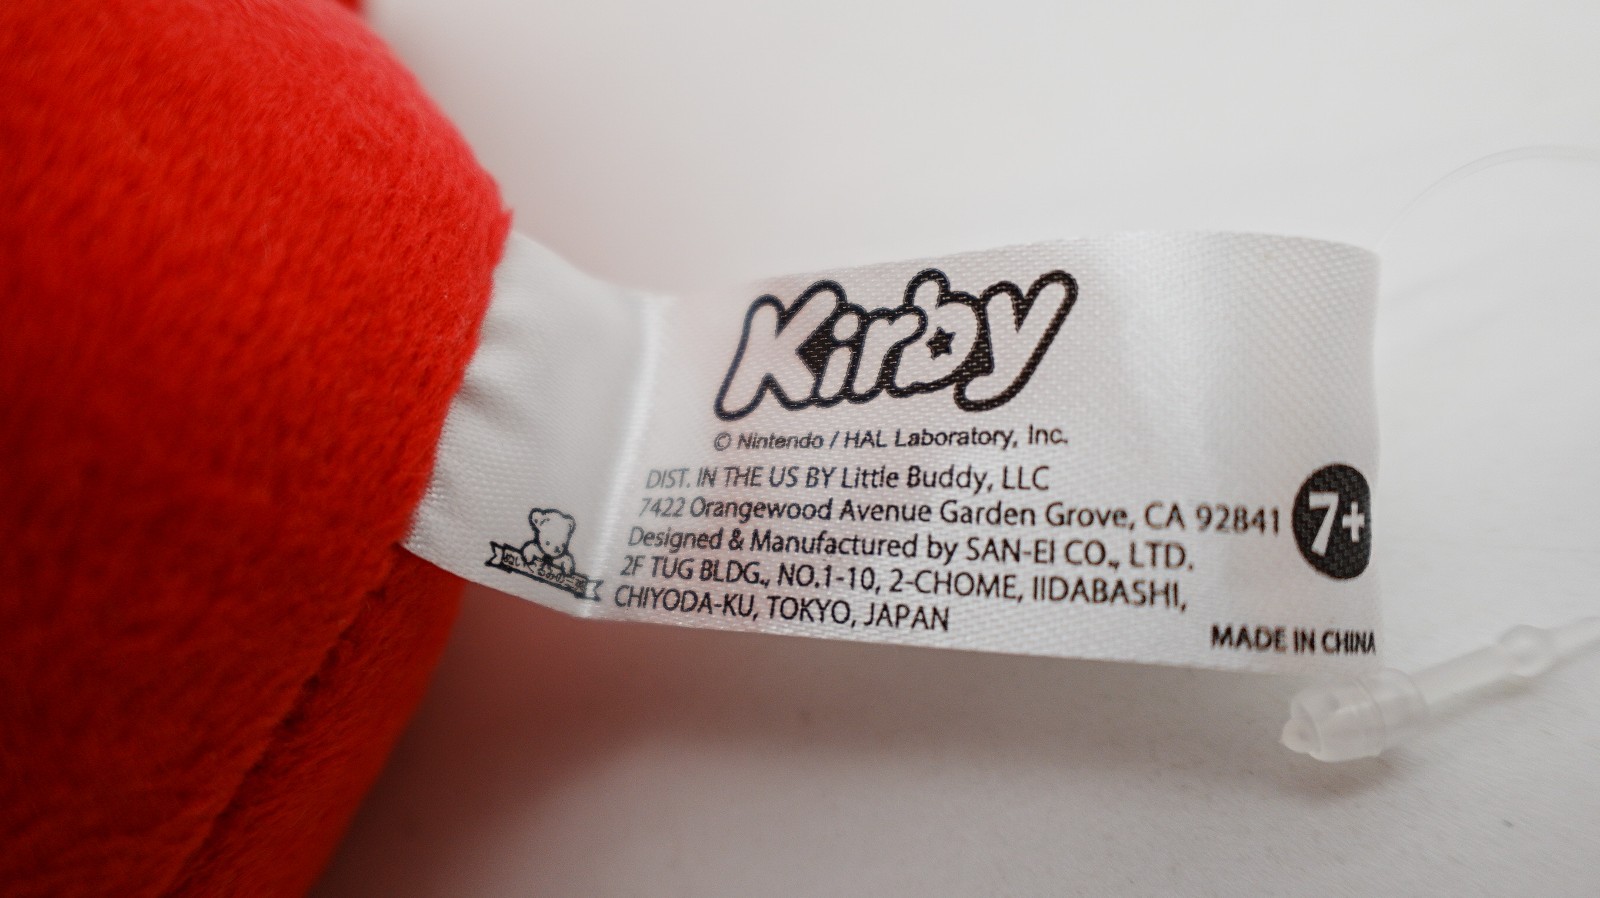 Kirby
© Nintendo / HAL Laboratory, Inc.
DIST. IN THE US BY Little Buddy, LLC
7422 Orangewood Avenue Garden Grove, CA 92841
7+
Designed & Manufactured by SAN-EI CO., LTD.
2F TUG BLDG., NO.1-10, 2-CHOME, IIDABASHI,
CHIYODA-KU, TOKYO, JAPAN
MADE IN CHINA